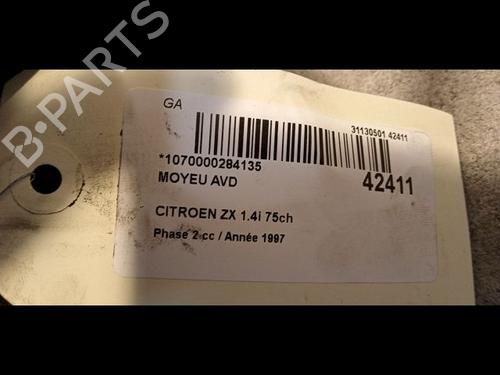 GA
31130501 42411
*1070000284135
MOYEU AVD
42411
CITROEN ZX 1.4i 75ch
Phase 2 cc / Année 1997
B-PARTS